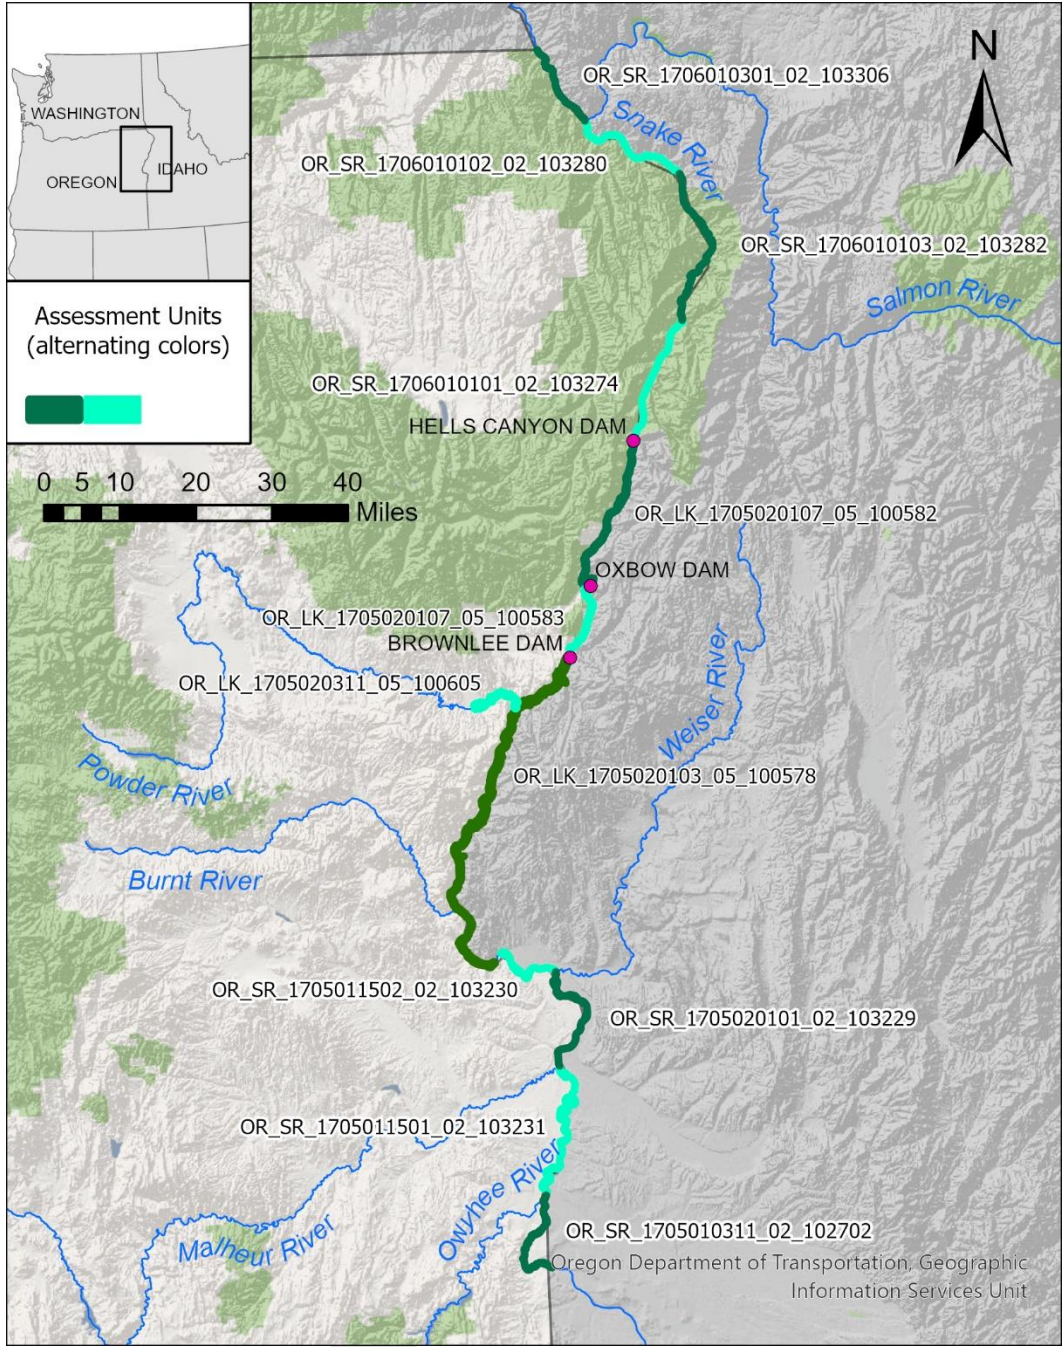 WASHINGTON
OREGON
IDAHO
Assessment Units
(alternating colors)
0 5 10 20 30 40
Miles
N
OR_SR_1706010301_02_103306
Snake River
OR_SR_1706010102_02_103280
OR_SR_1706010103_02_103282
Salmon River
OR_SR_1706010101_02_103274
HELLS CANYON DAM
OR_LK_1705020107_05_100582
OXBOW DAM
OR_LK_1705020107_05_100583
BROWNLEE DAM
OR_LK_1705020311_05_100605
Weiser River
OR_LK_1705020103_05_100578
Powder River
Burnt River
OR_SR_1705011502_02_103230
OR_SR_1705020101_02_103229
OR_SR_1705011501_02_103231
Owyhee River
Malheur River
OR_SR_1705010311_02_102702
Oregon Department of Transportation, Geographic
Information Services Unit